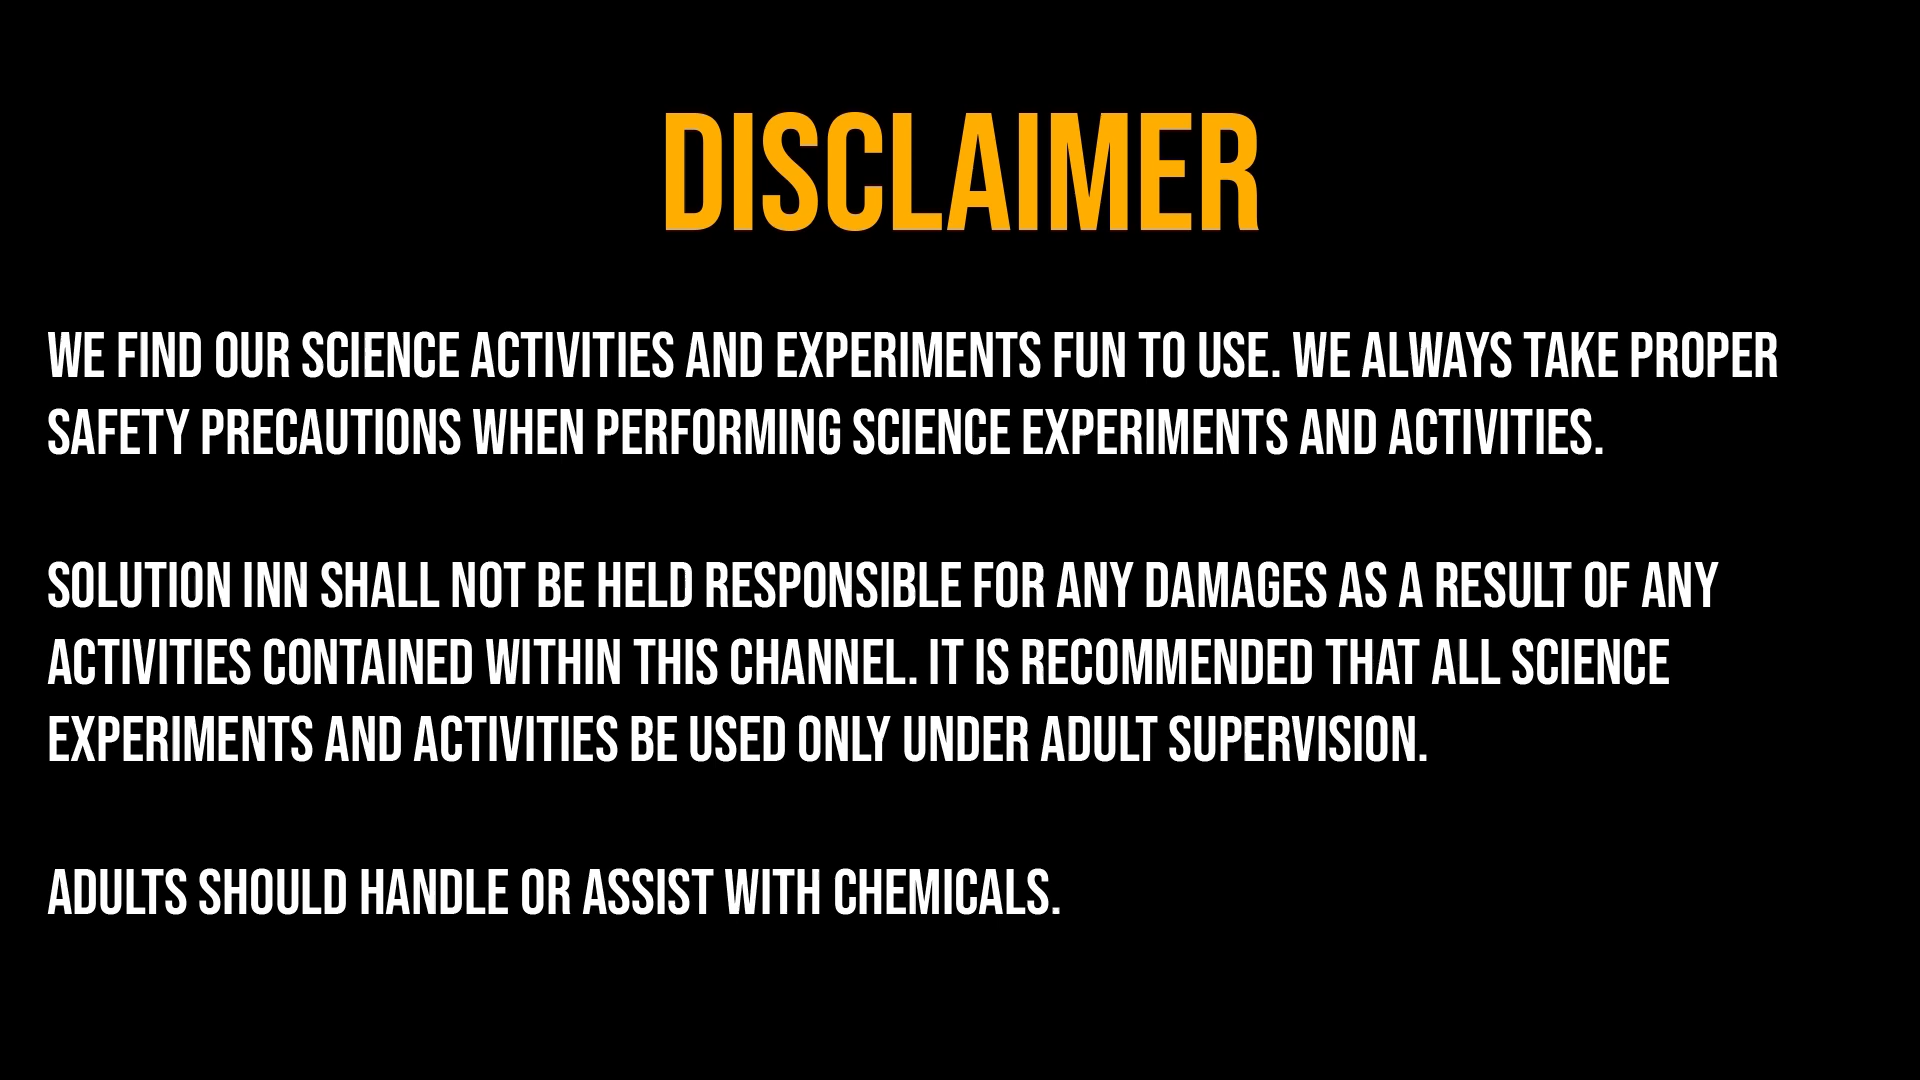 DISCLAIMER
WE FIND OUR SCIENCE ACTIVITIES AND EXPERIMENTS FUN TO USE. WE ALWAYS TAKE PROPER
SAFETY PRECAUTIONS WHEN PERFORMING SCIENCE EXPERIMENTS AND ACTIVITIES.
SOLUTION INN SHALL NOT BE HELD RESPONSIBLE FOR ANY DAMAGES AS A RESULT OF ANY
ACTIVITIES CONTAINED WITHIN THIS CHANNEL. IT IS RECOMMENDED THAT ALL SCIENCE
EXPERIMENTS AND ACTIVITIES BE USED ONLY UNDER ADULT SUPERVISION.
ADULTS SHOULD HANDLE OR ASSIST WITH CHEMICALS.